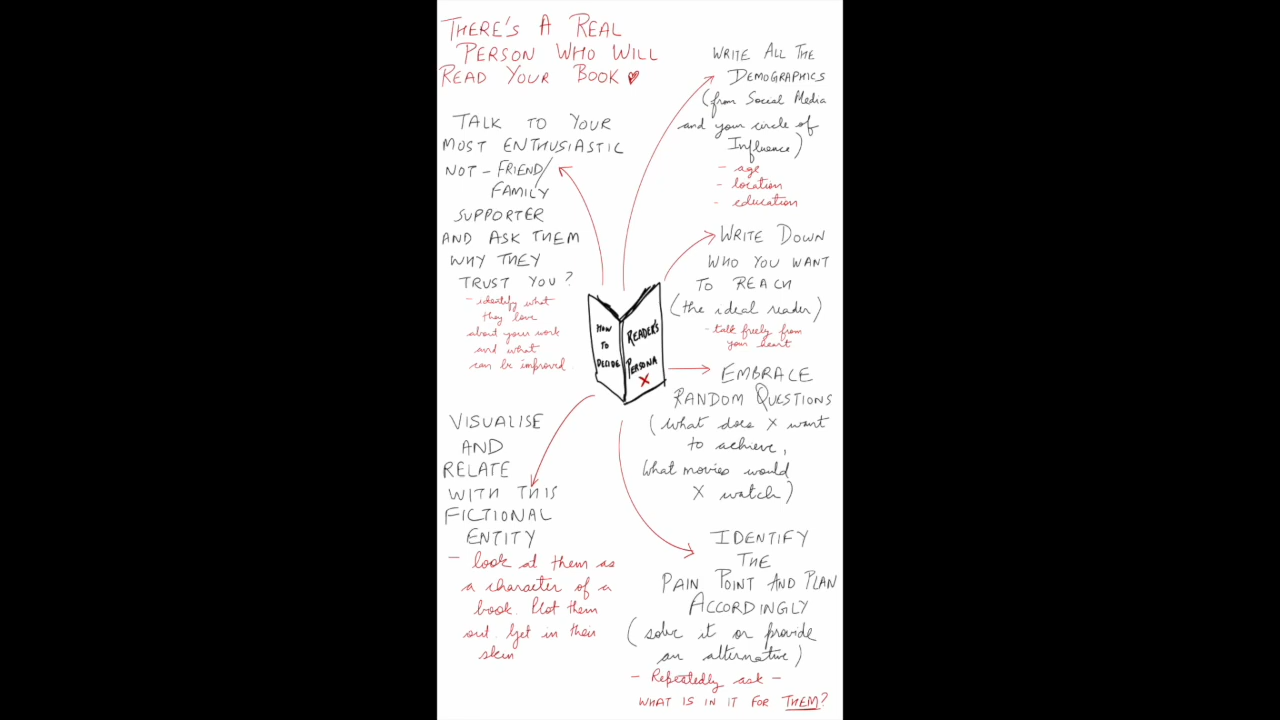 THERE'S A REAL
PERSON WHO WILL
READ YOUR BOOK
WRITE ALL THE
DEMOGRAPHICS
(from Social Media
and your circle of
Influence)
- age
- location
- education
TALK TO YOUR
MOST ENTHUSIASTIC
NOT-FRIEND/
FAMILY
SUPPORTER
AND ASK THEM
WHY THEY
TRUST YOU?
- identify what
they love
about your work
and what
can be improved.
WRITE DOWN
WHO YOU WANT
TO REACH
(the ideal reader)
- talk freely from
your heart
HOW
TO
DECIDE
READER'S
PERSONA
X
EMBRACE
RANDOM QUESTIONS
(what does X want
to achieve,
what movies would
X watch)
VISUALISE
AND
RELATE
WITH THIS
FICTIONAL
ENTITY
- look at them as
a character of a
book. Plot them
out. Get in their
skin
IDENTIFY
THE
PAIN POINT AND PLAN
ACCORDINGLY
(solve it or provide
an alternative)
- Repeatedly ask -
WHAT IS IN IT FOR THEM?